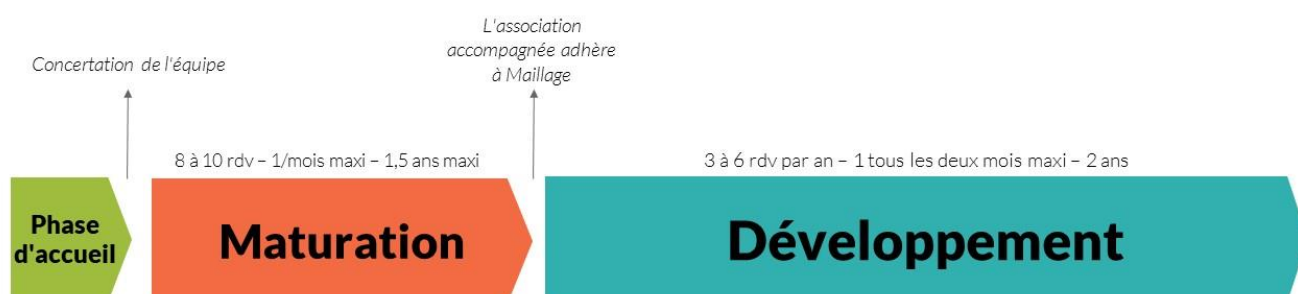 L'association
accompagnée adhère
à Maillage
Concertation de l'équipe
8 à 10 rdv – 1/mois maxi – 1,5 ans maxi
3 à 6 rdv par an – 1 tous les deux mois maxi – 2 ans
Phase
d'accueil
Maturation
Développement